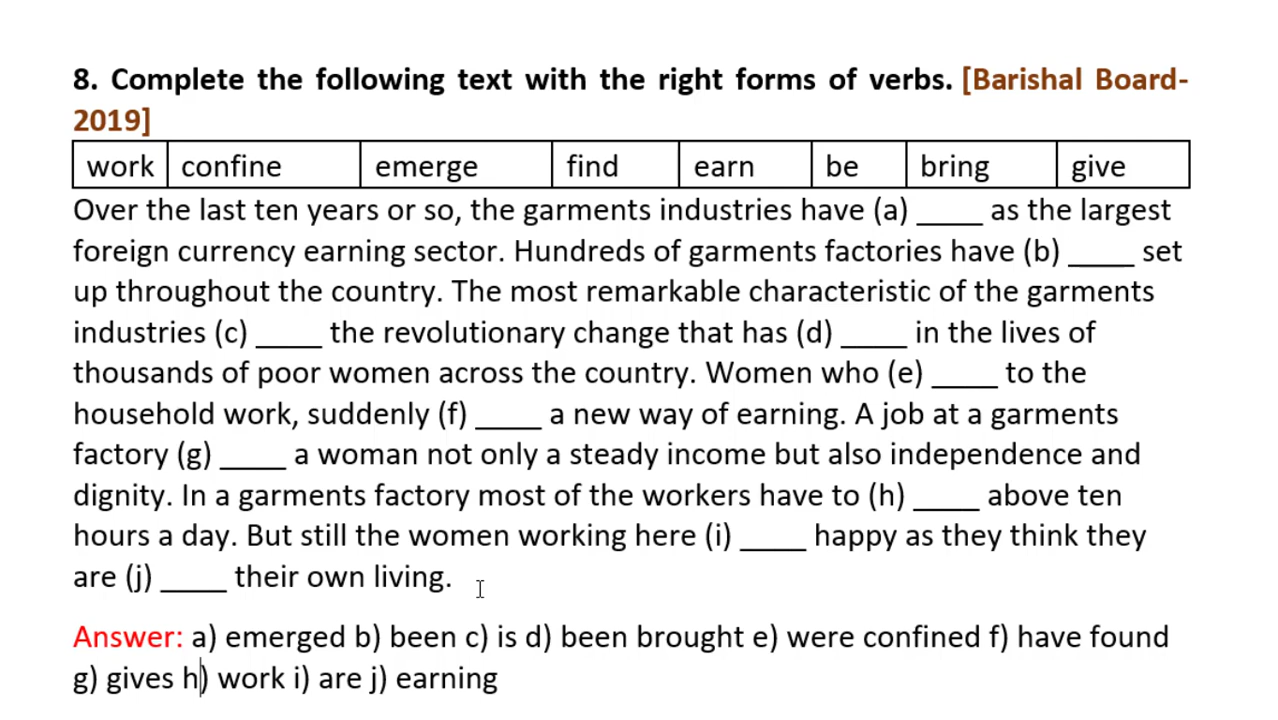 8. Complete the following text with the right forms of verbs. [Barishal Board-
2019]
work confine emerge find earn be bring give
Over the last ten years or so, the garments industries have (a) ____ as the largest
foreign currency earning sector. Hundreds of garments factories have (b) ____ set
up throughout the country. The most remarkable characteristic of the garments
industries (c) ____ the revolutionary change that has (d) ____ in the lives of
thousands of poor women across the country. Women who (e) ____ to the
household work, suddenly (f) ____ a new way of earning. A job at a garments
factory (g) ____ a woman not only a steady income but also independence and
dignity. In a garments factory most of the workers have to (h) ____ above ten
hours a day. But still the women working here (i) ____ happy as they think they
are (j) ____ their own living.
Answer: a) emerged b) been c) is d) been brought e) were confined f) have found
g) gives h) work i) are j) earning